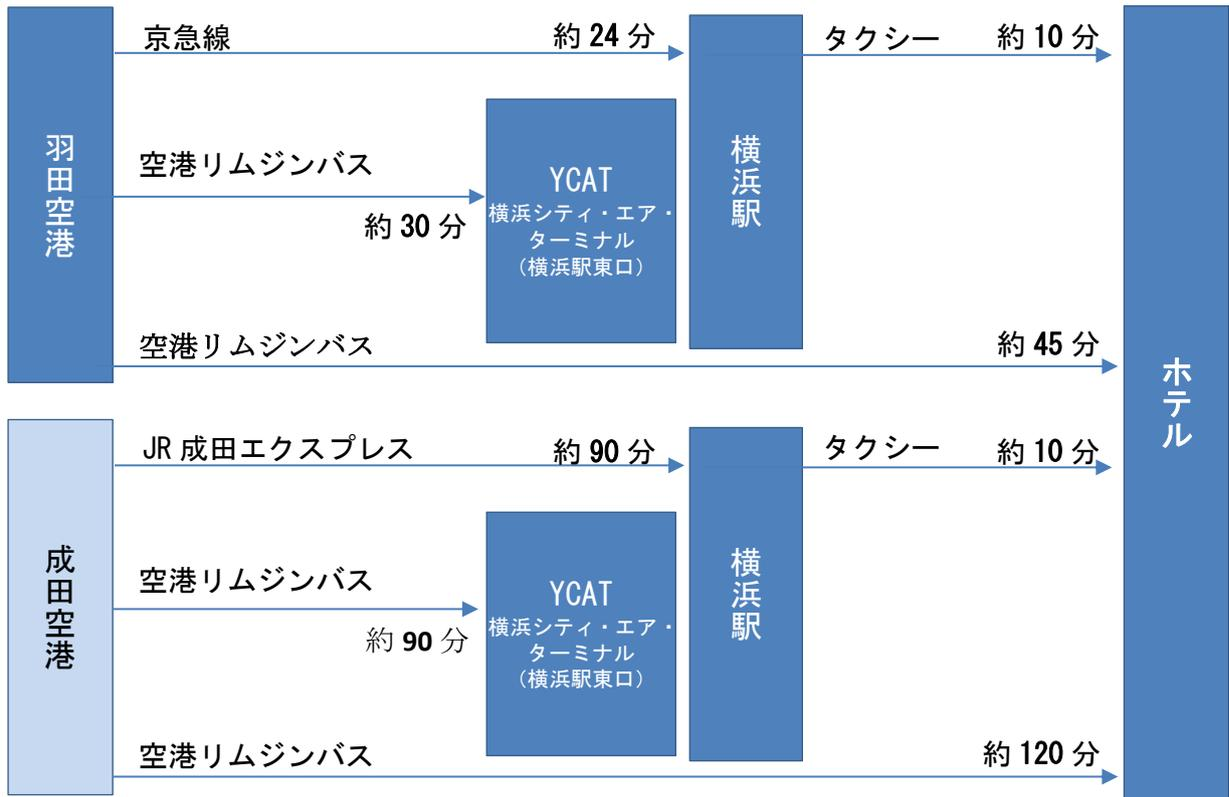 京急線
約 24 分
タクシー
約 10 分
羽田空港
空港リムジンバス
約 30 分
YCAT
横浜シティ・エア・
ターミナル
(横浜駅東口)
横浜駅
空港リムジンバス
約 45 分
ホテル
JR 成田エクスプレス
約 90 分
タクシー
約 10 分
成田空港
空港リムジンバス
約 90 分
YCAT
横浜シティ・エア・
ターミナル
(横浜駅東口)
横浜駅
空港リムジンバス
約 120 分